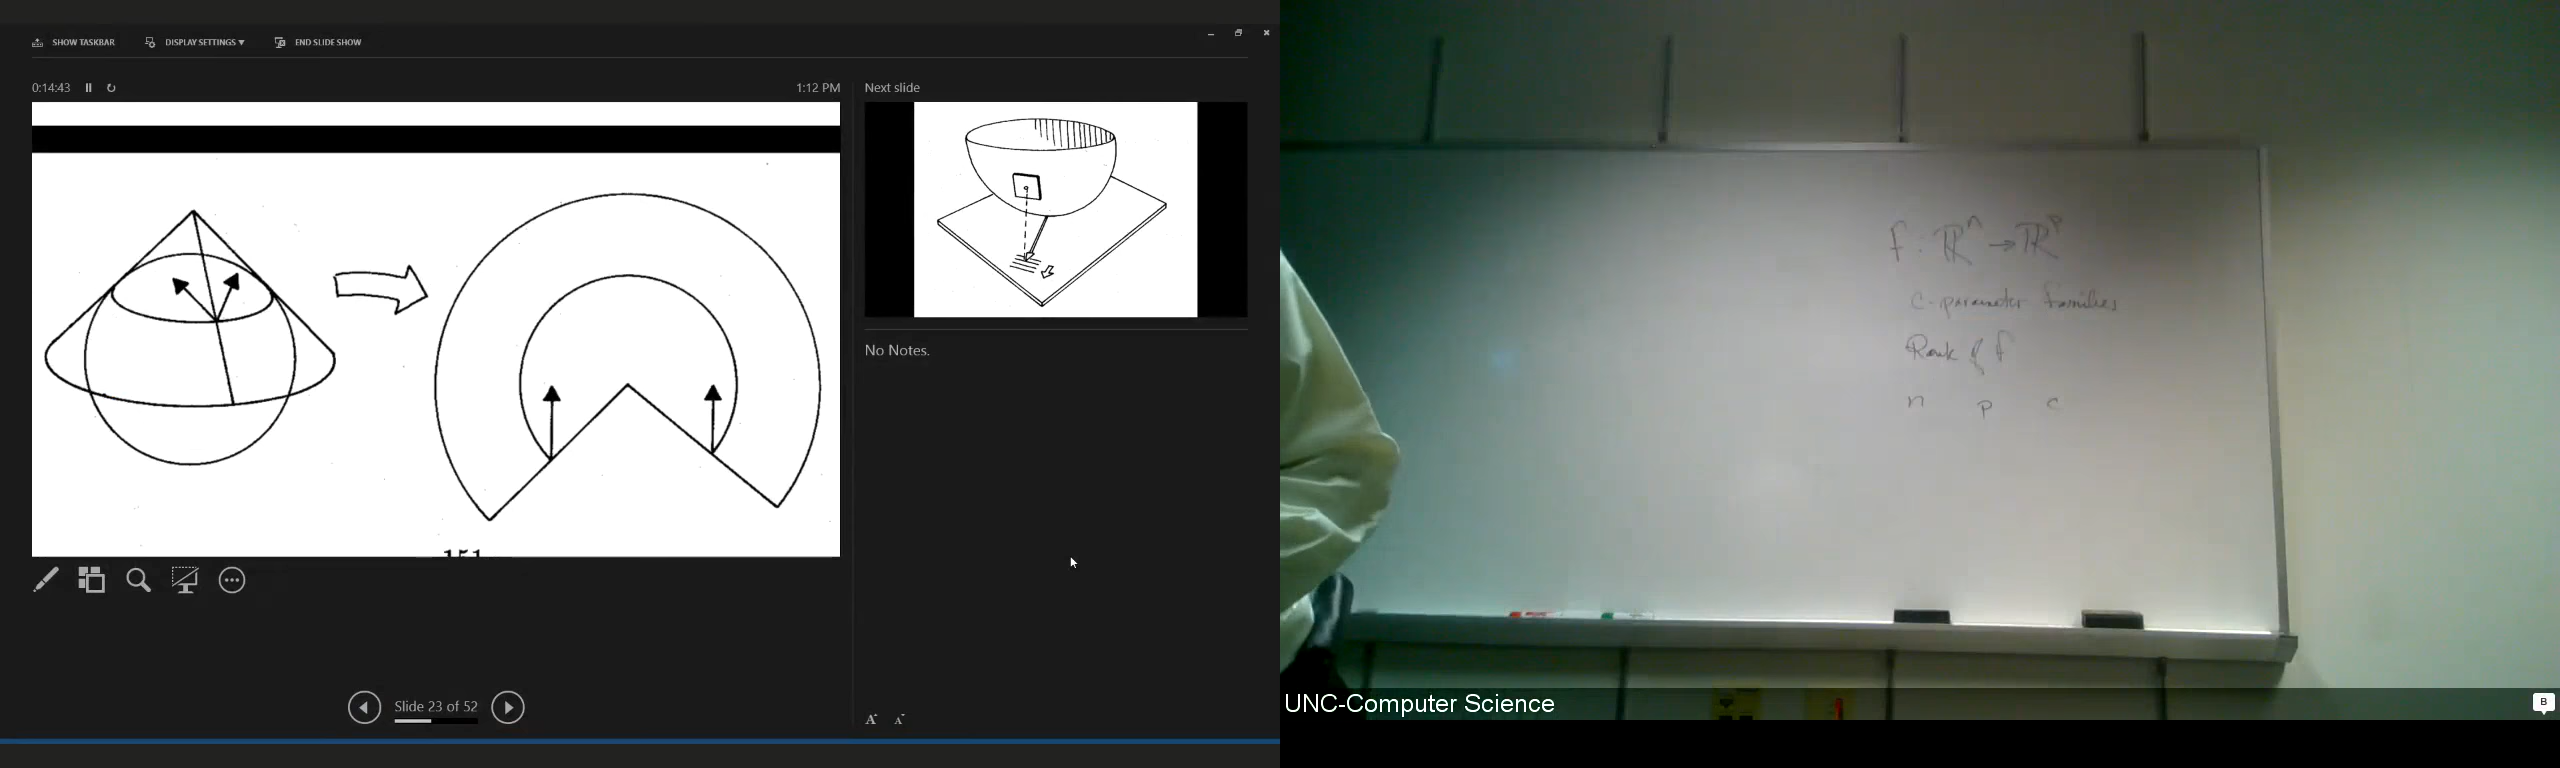 SHOW TASKBAR
DISPLAY SETTINGS ▾
END SLIDE SHOW
0:14:43
1:12 PM
Next slide
No Notes.
151
Slide 23 of 52
A A
f : ℝⁿ → ℝᵖ
c-parameter families
Rank of f
n p c
UNC-Computer Science
B